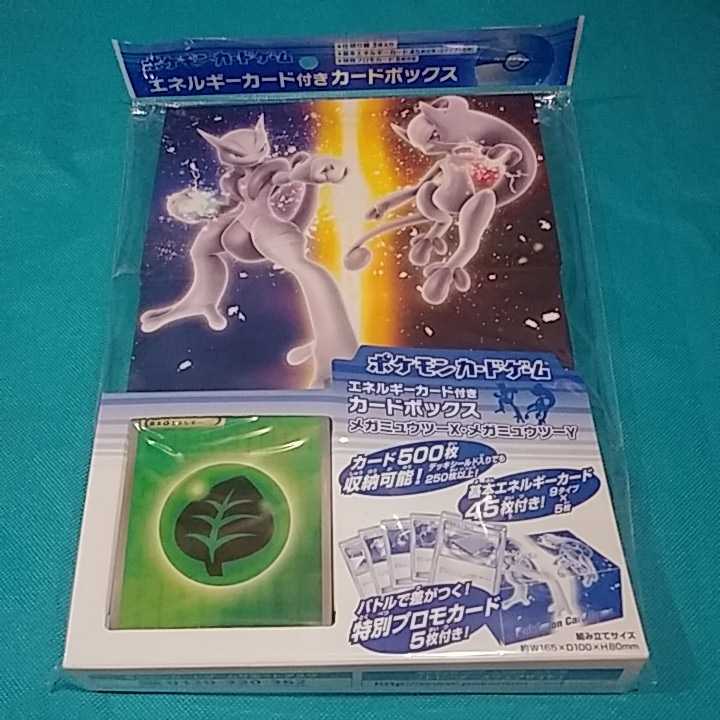 ポケモンカードゲーム
エネルギーカード付きカードボックス
ポケモンカードゲーム
エネルギーカード付き
カードボックス
メガミュウツーX・メガミュウツーY
カード500枚
収納可能!
デッキシールド入りでも
250枚以上!
基本エネルギーカード
45枚付き!
9タイプ
×
5枚
バトルで差がつく!
特別プロモカード
5枚付き!
Pokémon Card
組み立てサイズ
約W165×D100×H80mm